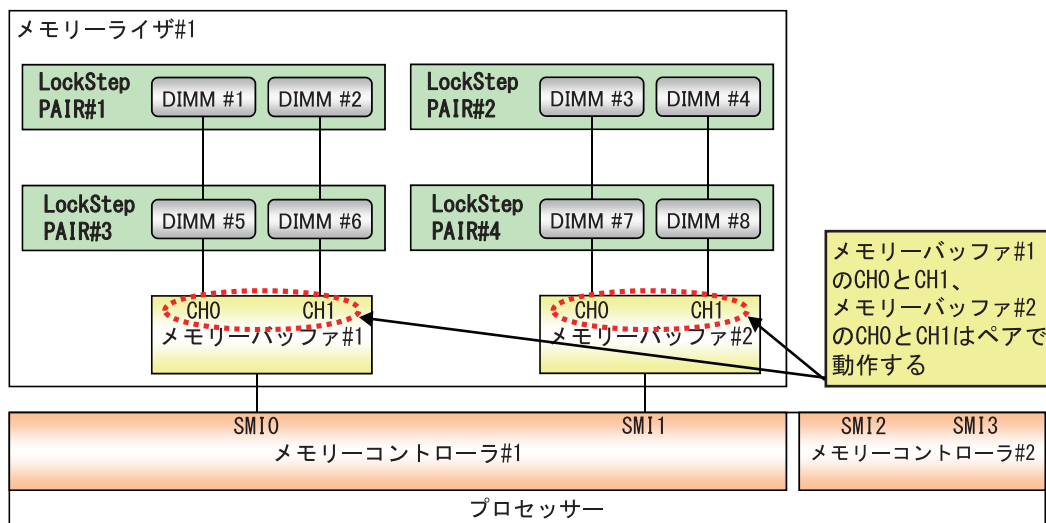 メモリーライザ#1
LockStep
PAIR#1
DIMM #1
DIMM #2
LockStep
PAIR#2
DIMM #3
DIMM #4
LockStep
PAIR#3
DIMM #5
DIMM #6
LockStep
PAIR#4
DIMM #7
DIMM #8
CH0
CH1
メモリーバッファ#1
CH0
CH1
メモリーバッファ#2
メモリーバッファ#1
のCH0とCH1、
メモリーバッファ#2
のCH0とCH1はペアで
動作する
SMI0
SMI1
メモリーコントローラ#1
SMI2
SMI3
メモリーコントローラ#2
プロセッサー